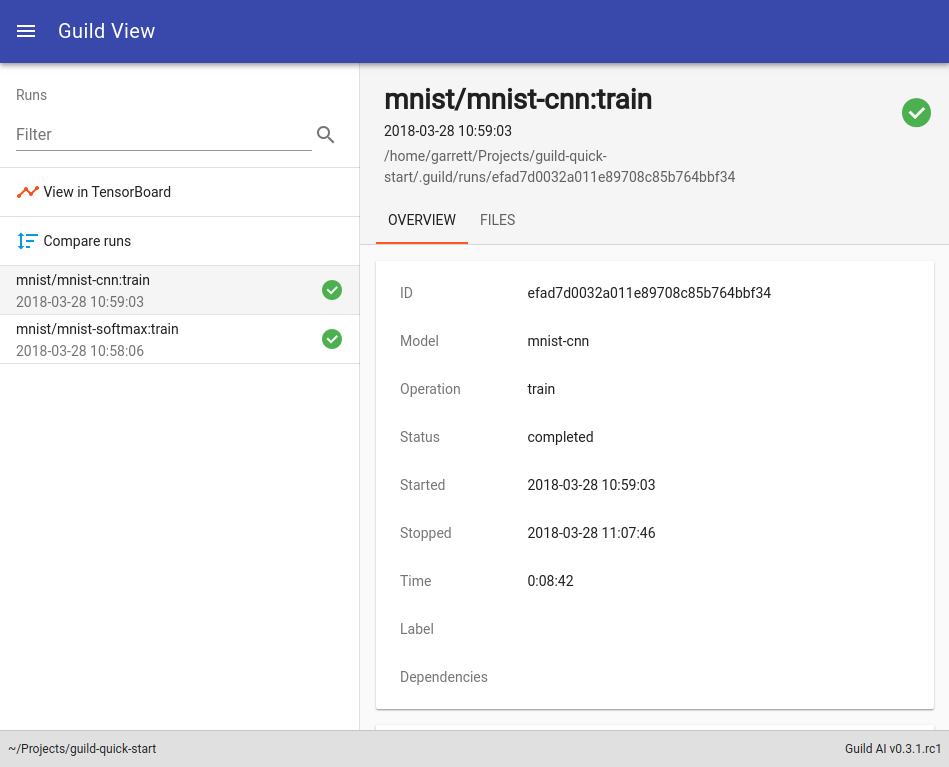 Guild View
Runs
Filter
View in TensorBoard
Compare runs
mnist/mnist-cnn:train
2018-03-28 10:59:03
mnist/mnist-softmax:train
2018-03-28 10:58:06
mnist/mnist-cnn:train
2018-03-28 10:59:03
/home/garrett/Projects/guild-quick-
start/.guild/runs/efad7d0032a011e89708c85b764bbf34
OVERVIEW FILES
ID efad7d0032a011e89708c85b764bbf34
Model mnist-cnn
Operation train
Status completed
Started 2018-03-28 10:59:03
Stopped 2018-03-28 11:07:46
Time 0:08:42
Label
Dependencies
~/Projects/guild-quick-start
Guild AI v0.3.1.rc1